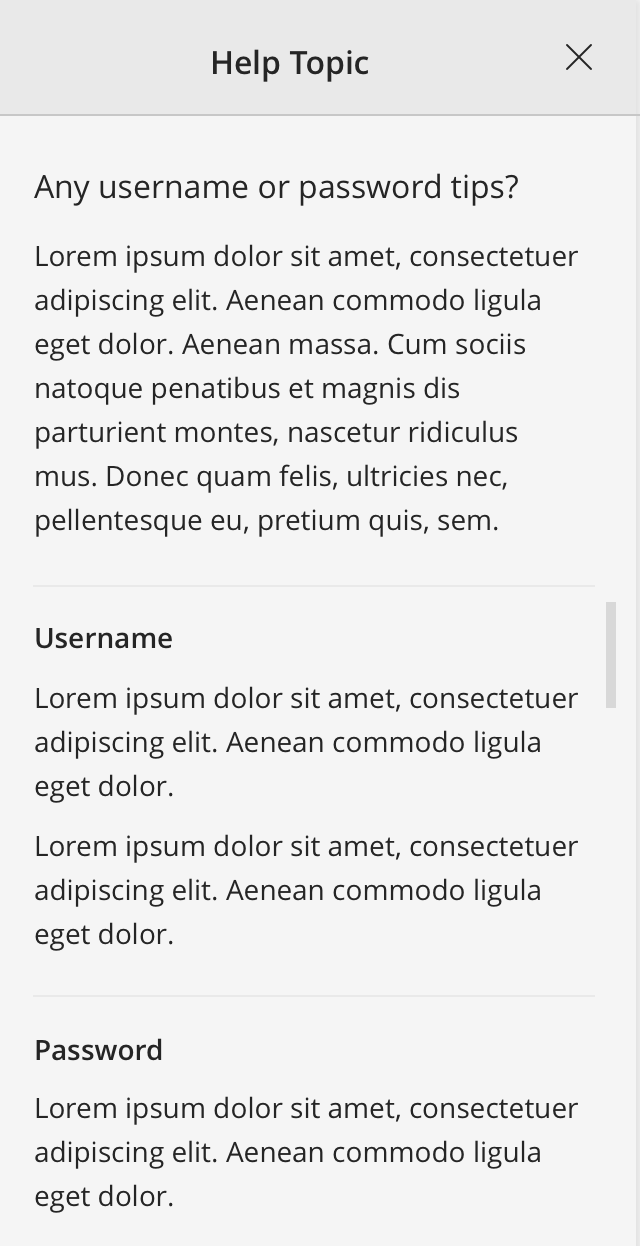 Help Topic
Any username or password tips?
Lorem ipsum dolor sit amet, consectetuer
adipiscing elit. Aenean commodo ligula
eget dolor. Aenean massa. Cum sociis
natoque penatibus et magnis dis
parturient montes, nascetur ridiculus
mus. Donec quam felis, ultricies nec,
pellentesque eu, pretium quis, sem.
Username
Lorem ipsum dolor sit amet, consectetuer
adipiscing elit. Aenean commodo ligula
eget dolor.
Lorem ipsum dolor sit amet, consectetuer
adipiscing elit. Aenean commodo ligula
eget dolor.
Password
Lorem ipsum dolor sit amet, consectetuer
adipiscing elit. Aenean commodo ligula
eget dolor.